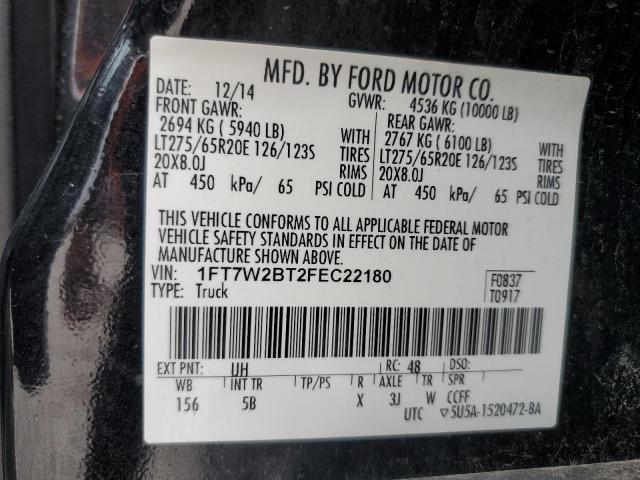 MFD. BY FORD MOTOR CO.
DATE: 12/14 GVWR: 4536 KG (10000 LB)
FRONT GAWR: REAR GAWR:
2694 KG ( 5940 LB) WITH 2767 KG ( 6100 LB) WITH
LT275/65R20E 126/123S TIRES LT275/65R20E 126/123S TIRES
20X8.0J RIMS 20X8.0J RIMS
AT 450 kPa/ 65 PSI COLD AT 450 kPa/ 65 PSI COLD
THIS VEHICLE CONFORMS TO ALL APPLICABLE FEDERAL MOTOR
VEHICLE SAFETY STANDARDS IN EFFECT ON THE DATE OF
MANUFACTURE SHOWN ABOVE.
VIN: 1FT7W2BT2FEC22180 F0837
TYPE: Truck T0917
EXT PNT: UH RC: 48 DSO:
WB INT TR TP/PS R AXLE TR SPR
156 5B X 3J W CCFF
UTC ▽5U5A-1520472-BA